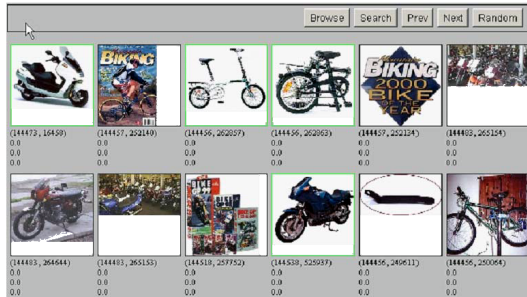 Browse Search Prev Next Random
BIKING
BIKING
2000
BIKE
OF THE
YEAR
(144473, 16458) (144457, 252140) (144456, 262857) (144456, 262863) (144457, 252134) (144483, 265154)
0.0 0.0 0.0 0.0 0.0 0.0
0.0 0.0 0.0 0.0 0.0 0.0
0.0 0.0 0.0 0.0 0.0 0.0
BIKE
(144483, 264644) (144483, 265153) (144518, 257752) (144538, 525937) (144456, 249611) (144456, 250064)
0.0 0.0 0.0 0.0 0.0 0.0
0.0 0.0 0.0 0.0 0.0 0.0
0.0 0.0 0.0 0.0 0.0 0.0